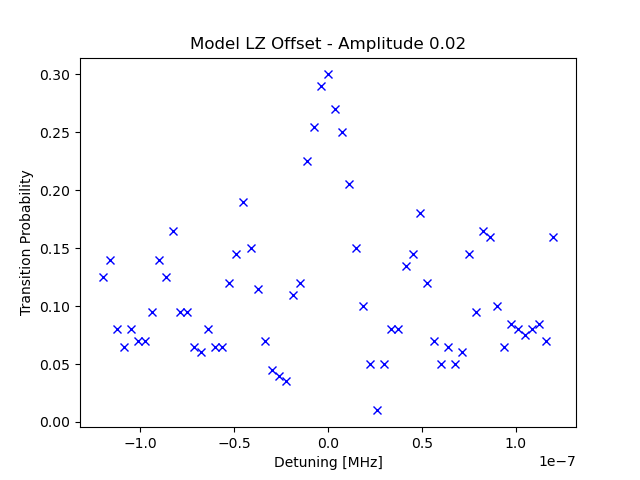 Model LZ Offset - Amplitude 0.02
Transition Probability
0.30
0.25
0.20
0.15
0.10
0.05
0.00
−1.0 −0.5 0.0 0.5 1.0
1e−7
Detuning [MHz]